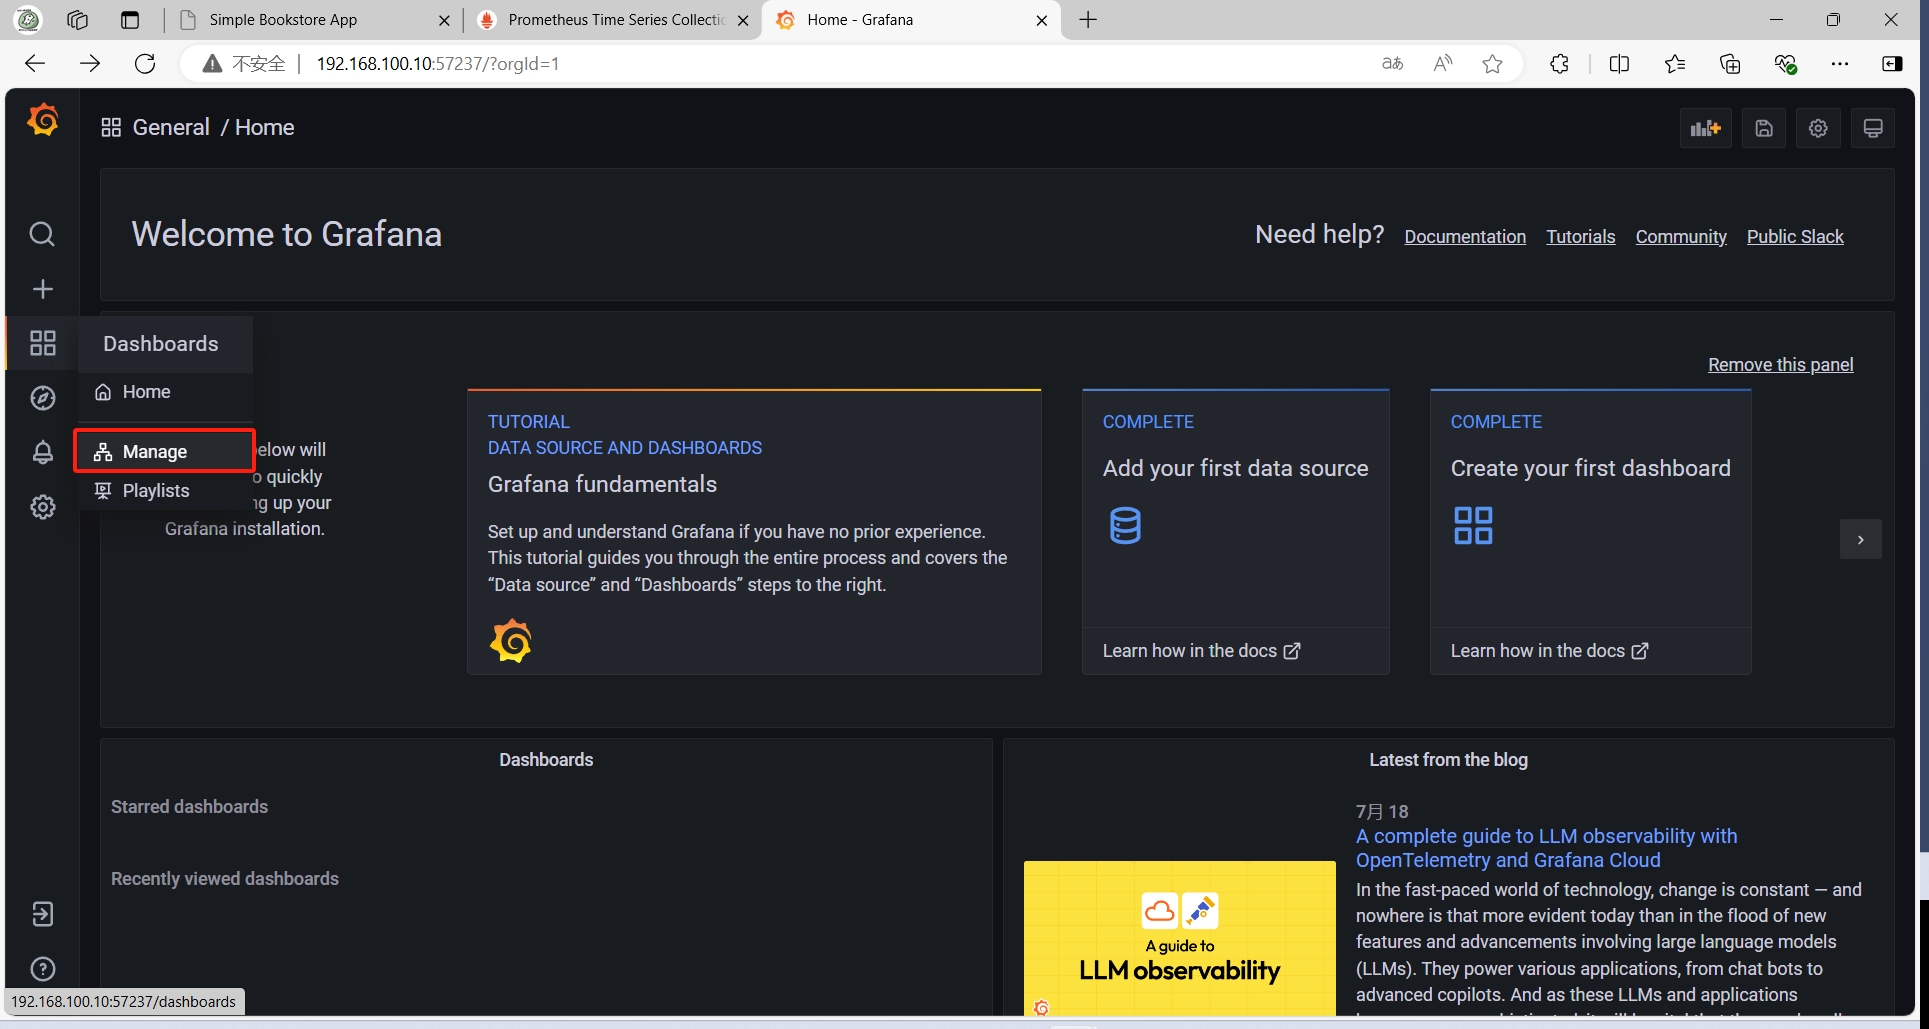 Simple Bookstore App
Prometheus Time Series Collectic
Home - Grafana
不安全
192.168.100.10:57237/?orgId=1
aあ
General / Home
Welcome to Grafana
Need help?
Documentation
Tutorials
Community
Public Slack
Dashboards
Home
Manage
Playlists
Remove this panel
elow will
o quickly
ng up your
Grafana installation.
TUTORIAL
DATA SOURCE AND DASHBOARDS
Grafana fundamentals
Set up and understand Grafana if you have no prior experience.
This tutorial guides you through the entire process and covers the
“Data source” and “Dashboards” steps to the right.
COMPLETE
Add your first data source
Learn how in the docs
COMPLETE
Create your first dashboard
Learn how in the docs
Dashboards
Starred dashboards
Recently viewed dashboards
Latest from the blog
7月 18
A complete guide to LLM observability with
OpenTelemetry and Grafana Cloud
In the fast-paced world of technology, change is constant — and
nowhere is that more evident today than in the flood of new
features and advancements involving large language models
(LLMs). They power various applications, from chat bots to
advanced copilots. And as these LLMs and applications
A guide to
LLM observability
192.168.100.10:57237/dashboards